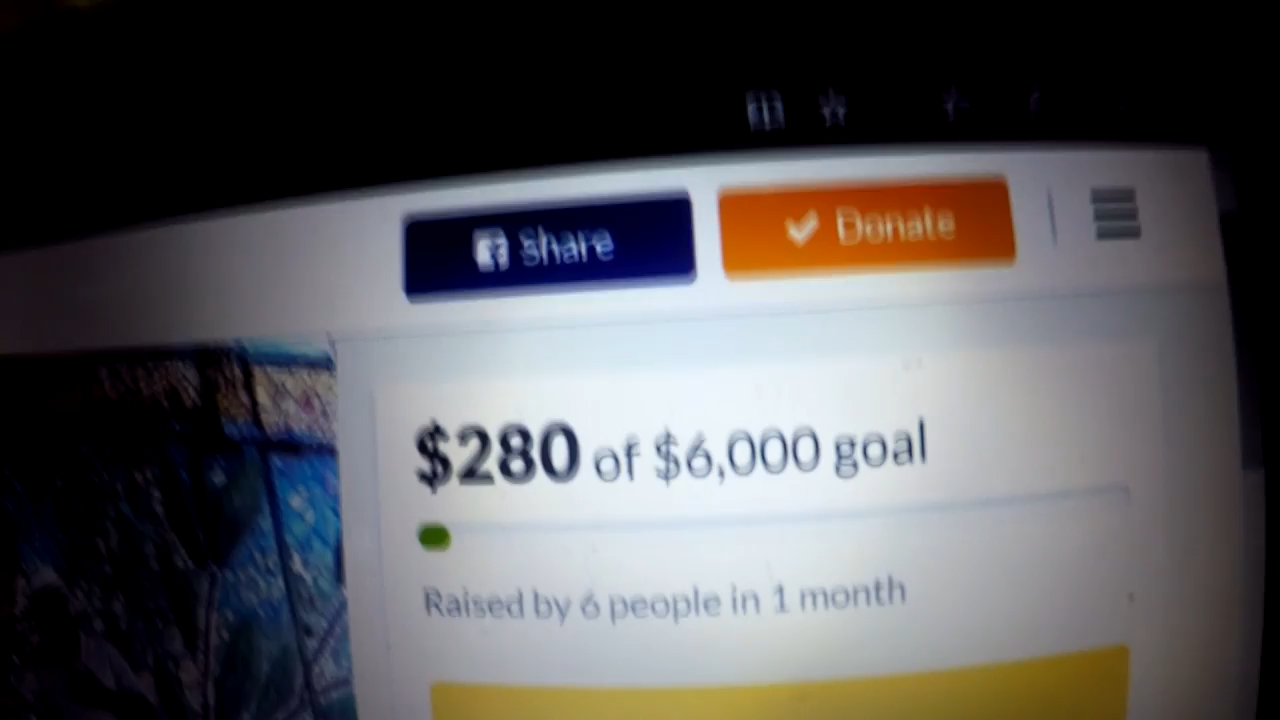 Share
Donate
$280 of $6,000 goal
Raised by 6 people in 1 month